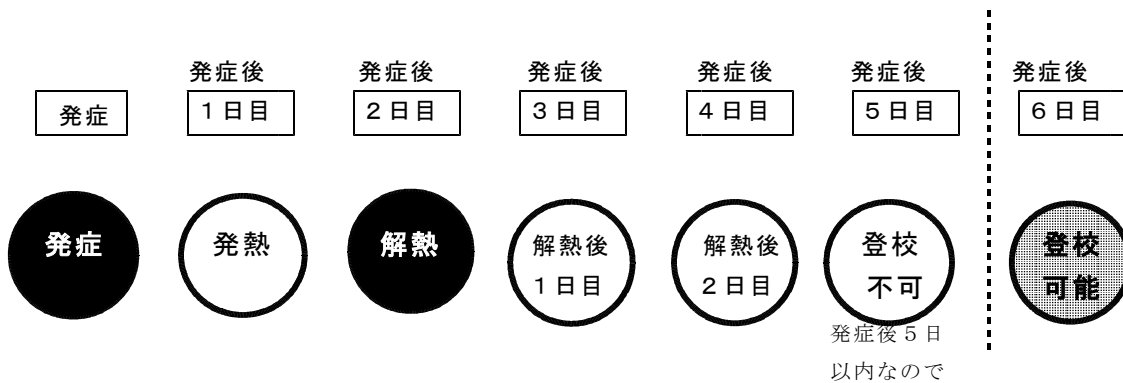 発症
発症後
1日目
発症後
2日目
発症後
3日目
発症後
4日目
発症後
5日目
発症後
6日目
発症
発熱
解熱
解熱後
1日目
解熱後
2日目
登校
不可
発症後5日
以内なので
登校
可能